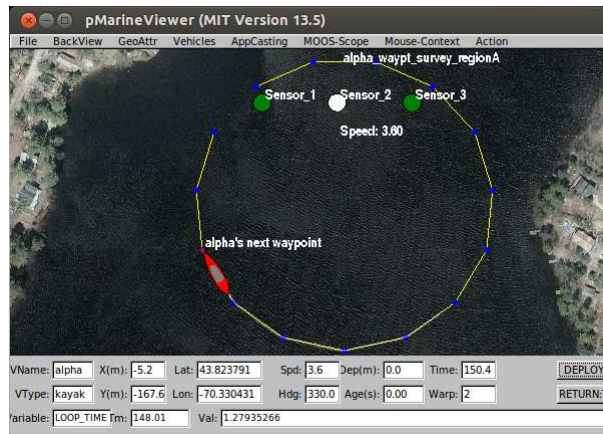 pMarineViewer (MIT Version 13.5)
File BackView GeoAttr Vehicles AppCasting MOOS-Scope Mouse-Context Action
alpha_waypt_survey_regionA
Sensor_1 Sensor_2 Sensor_3
Speed: 3.60
alpha's next waypoint
VName: alpha X(m): -5.2 Lat: 43.823791 Spd: 3.6 Dep(m): 0.0 Time: 150.4 DEPLOY
VType: kayak Y(m): -167.6 Lon: -70.330431 Hdg: 330.0 Age(s): 0.00 Warp: 2 RETURN:
Variable: LOOP_TIME Tm: 148.01 Val: 1.27935266